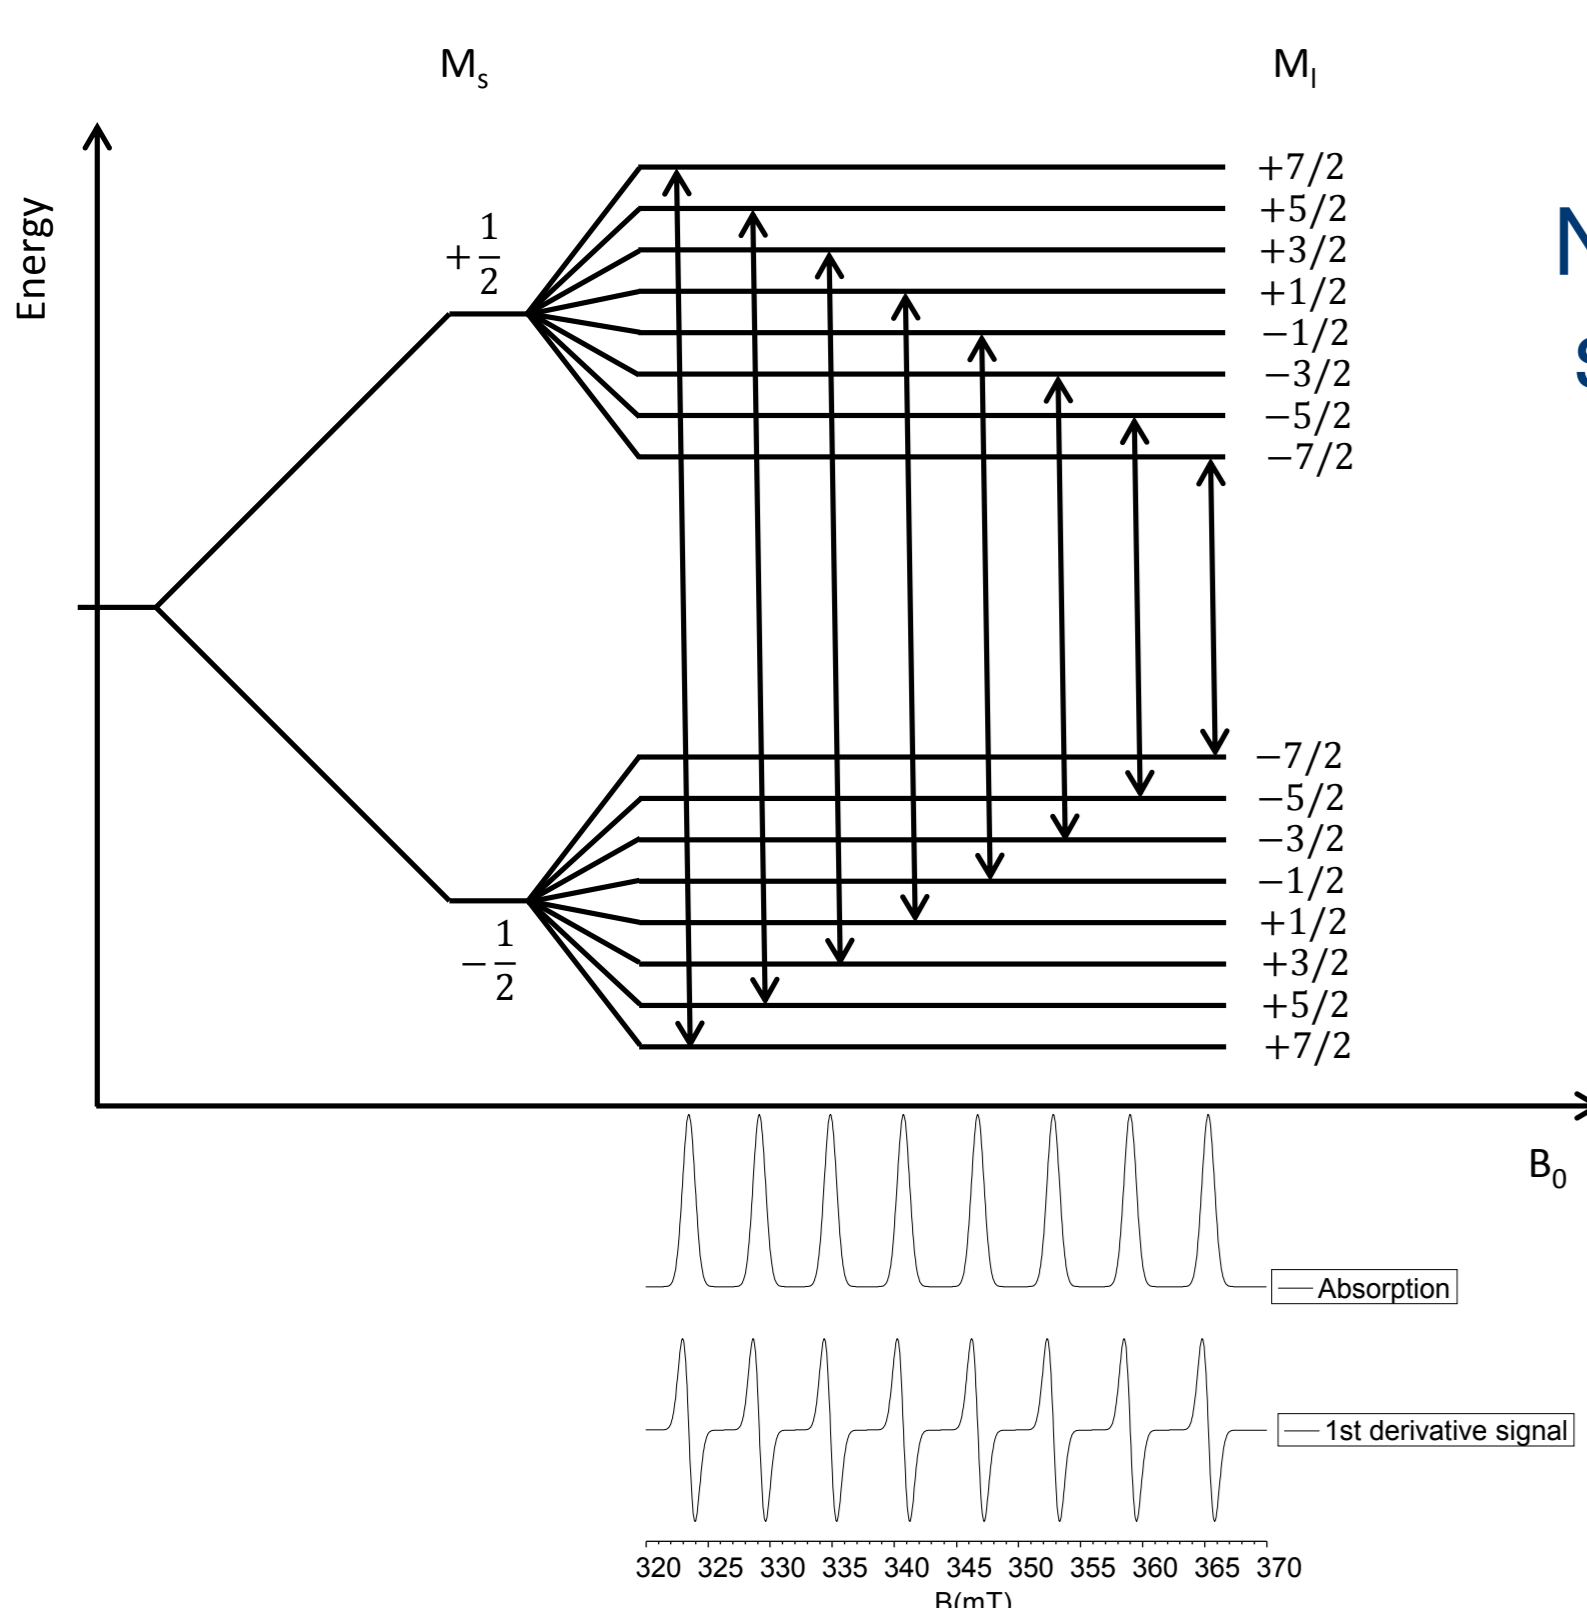 Mₛ
Mₗ
Energy
+1/2
+7/2
+5/2
+3/2
+1/2
−1/2
−3/2
−5/2
−7/2
−1/2
−7/2
−5/2
−3/2
−1/2
+1/2
+3/2
+5/2
+7/2
B₀
Absorption
1st derivative signal
320 325 330 335 340 345 350 355 360 365 370
B(mT)